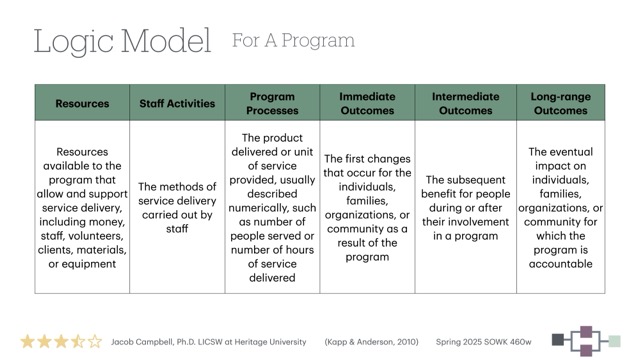 Logic Model For A Program
Resources
Staff Activities
Program
Processes
Immediate
Outcomes
Intermediate
Outcomes
Long-range
Outcomes
Resources
available to the
program that
allow and support
service delivery,
including money,
staff, volunteers,
clients, materials,
or equipment
The methods of
service delivery
carried out by
staff
The product
delivered or unit
of service
provided, usually
described
numerically, such
as number of
people served or
number of hours
of service
delivered
The first changes
that occur for the
individuals,
families,
organizations, or
community as a
result of the
program
The subsequent
benefit for people
during or after
their involvement
in a program
The eventual
impact on
individuals,
families,
organizations, or
community for
which the
program is
accountable
Jacob Campbell, Ph.D. LICSW at Heritage University (Kapp & Anderson, 2010) Spring 2025 SOWK 460w